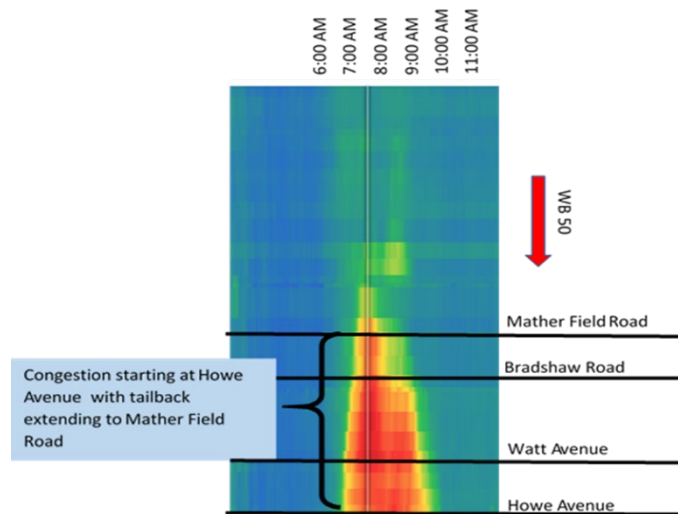 6:00 AM
7:00 AM
8:00 AM
9:00 AM
10:00 AM
11:00 AM
WB 50
Mather Field Road
Bradshaw Road
Congestion starting at Howe
Avenue with tailback
extending to Mather Field
Road
Watt Avenue
Howe Avenue